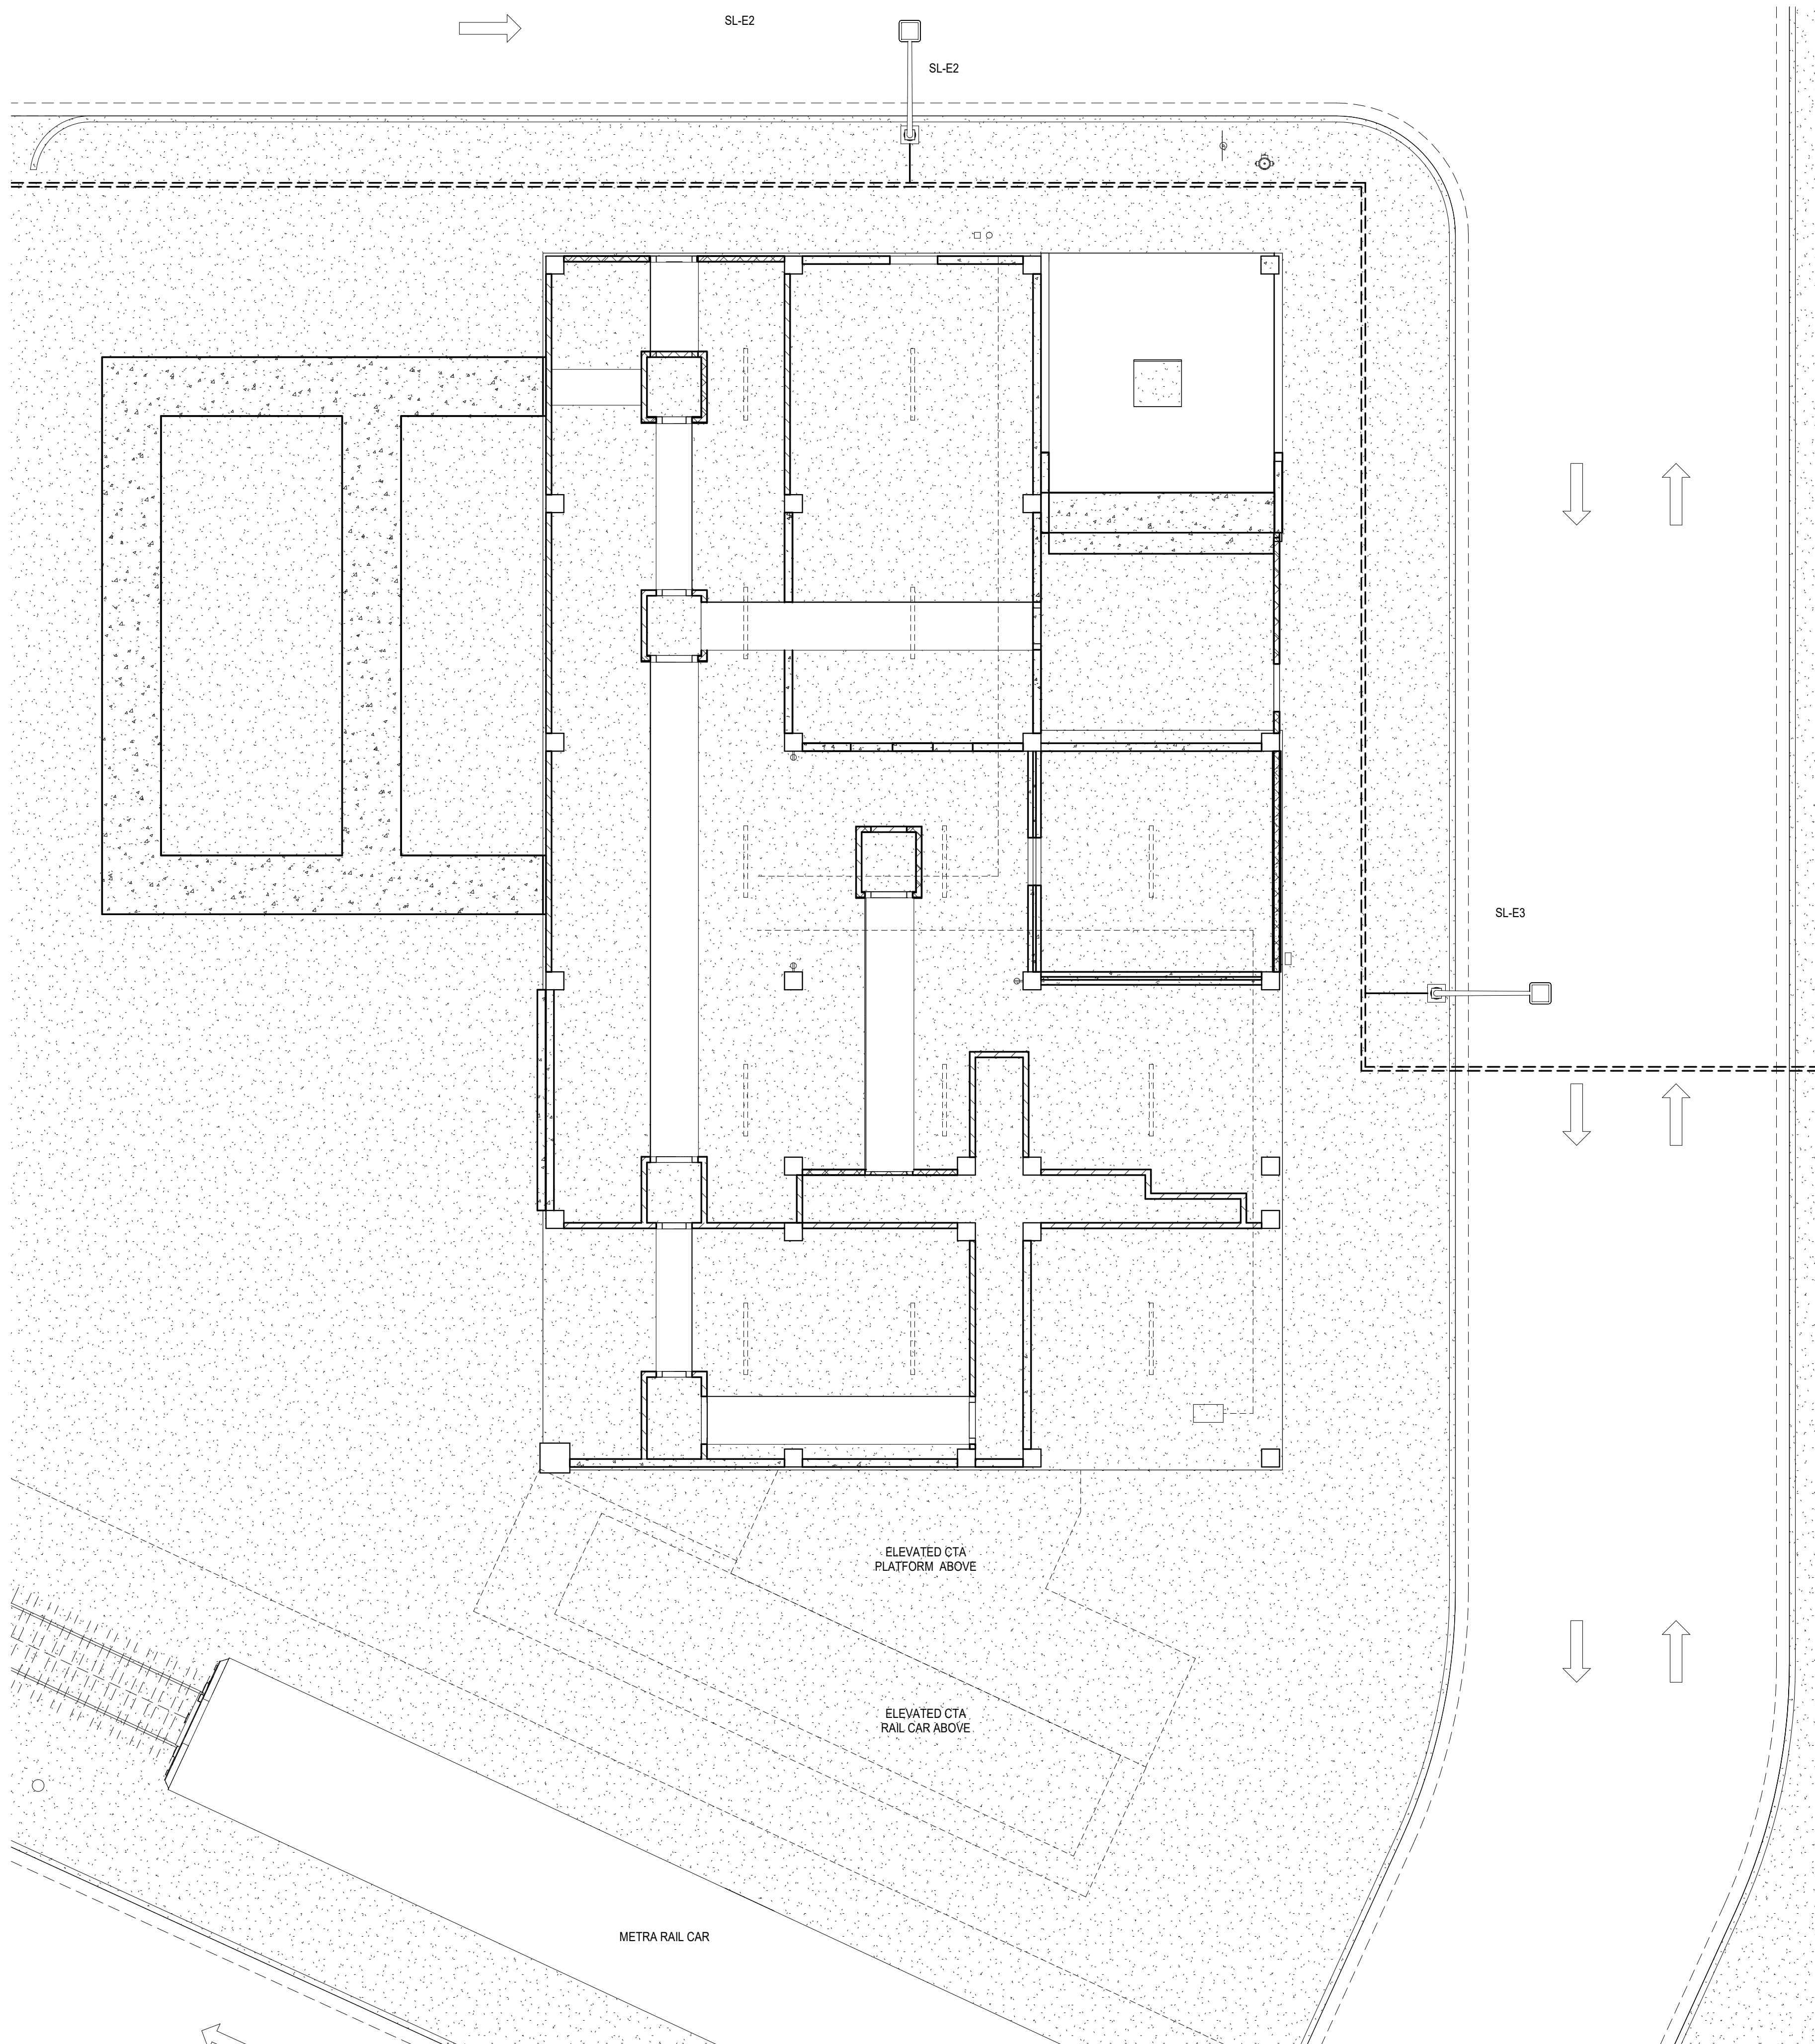 SL-E2
SL-E2
SL-E3
ELEVATED CTA
PLATFORM ABOVE
ELEVATED CTA
RAIL CAR ABOVE
METRA RAIL CAR